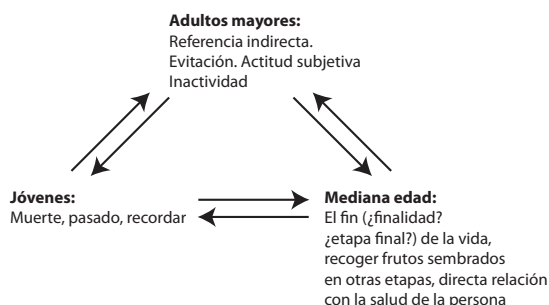 Adultos mayores:
Referencia indirecta.
Evitación. Actitud subjetiva
Inactividad
Jóvenes:
Muerte, pasado, recordar
Mediana edad:
El fin (¿finalidad?
¿etapa final?) de la vida,
recoger frutos sembrados
en otras etapas, directa relación
con la salud de la persona